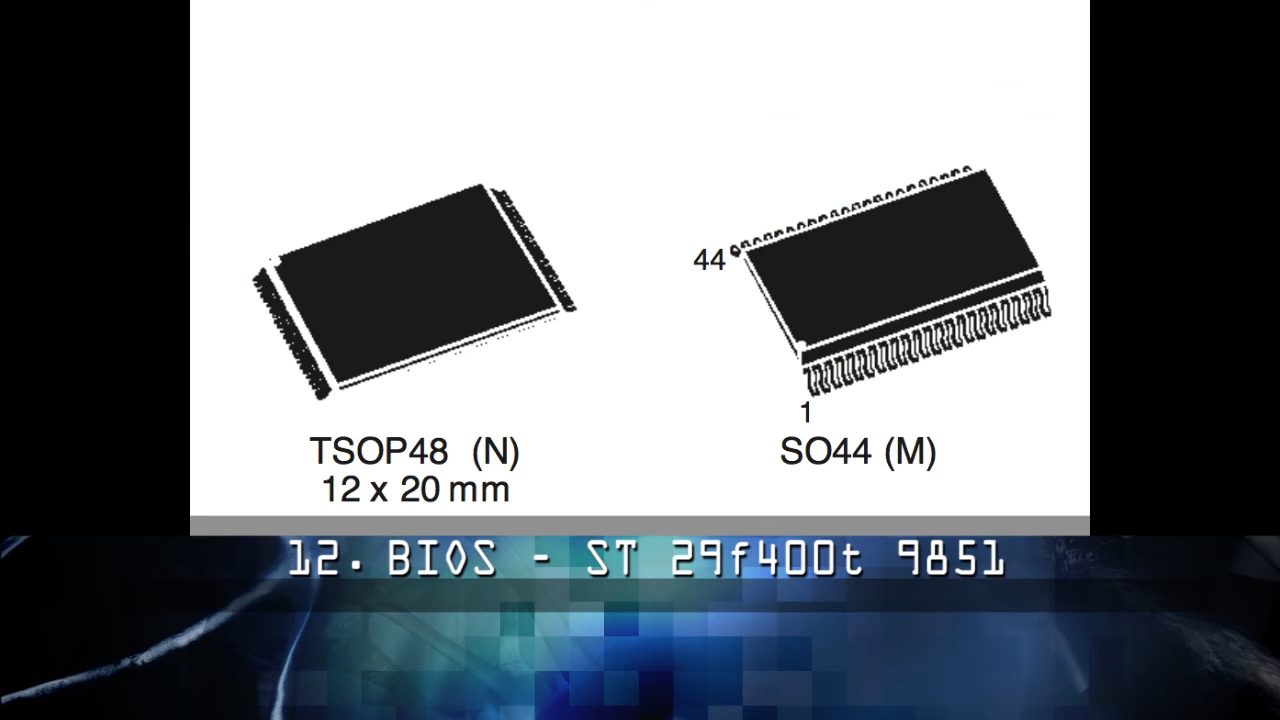 44
1
TSOP48 (N)
12 x 20 mm
SO44 (M)
12. BIOS - ST 29f400t 9851